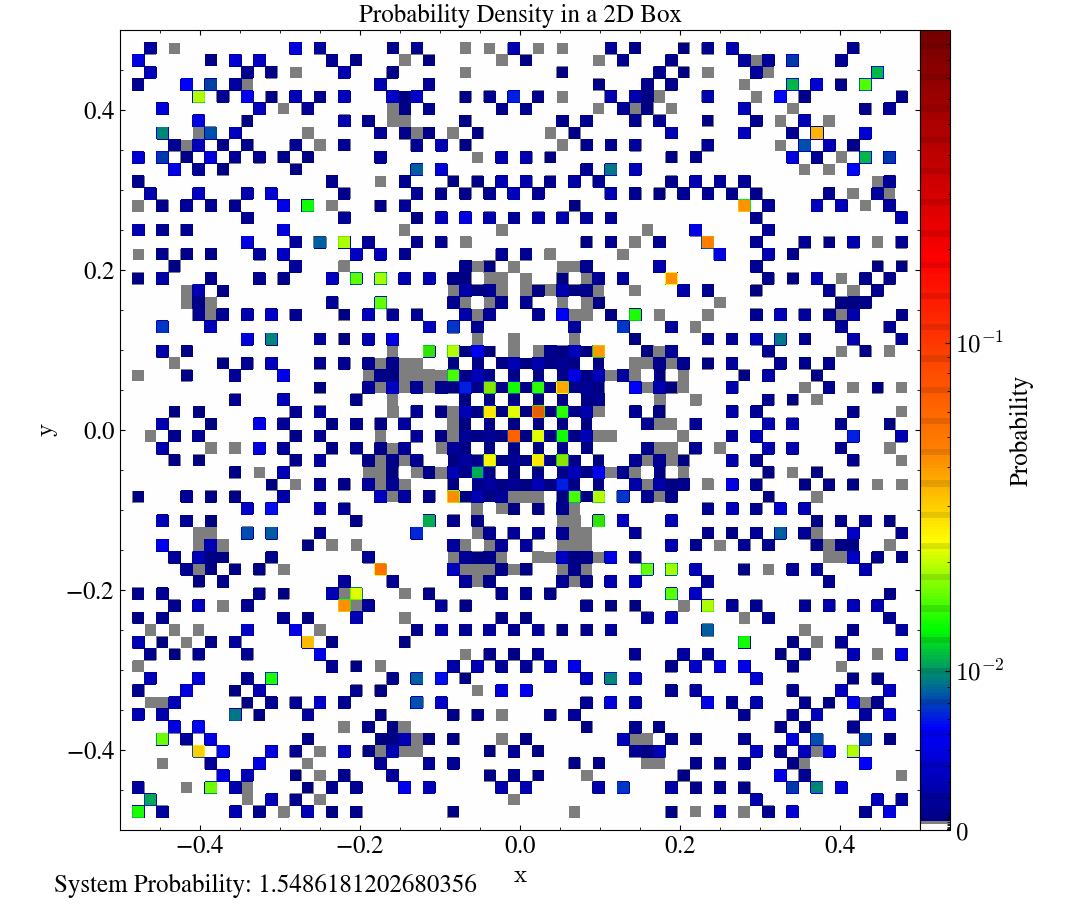 Probability Density in a 2D Box
0.4
0.2
0.0
−0.2
−0.4
y
−0.4 −0.2 0.0 0.2 0.4
x
10⁻¹
10⁻²
0
Probability
System Probability: 1.5486181202680356